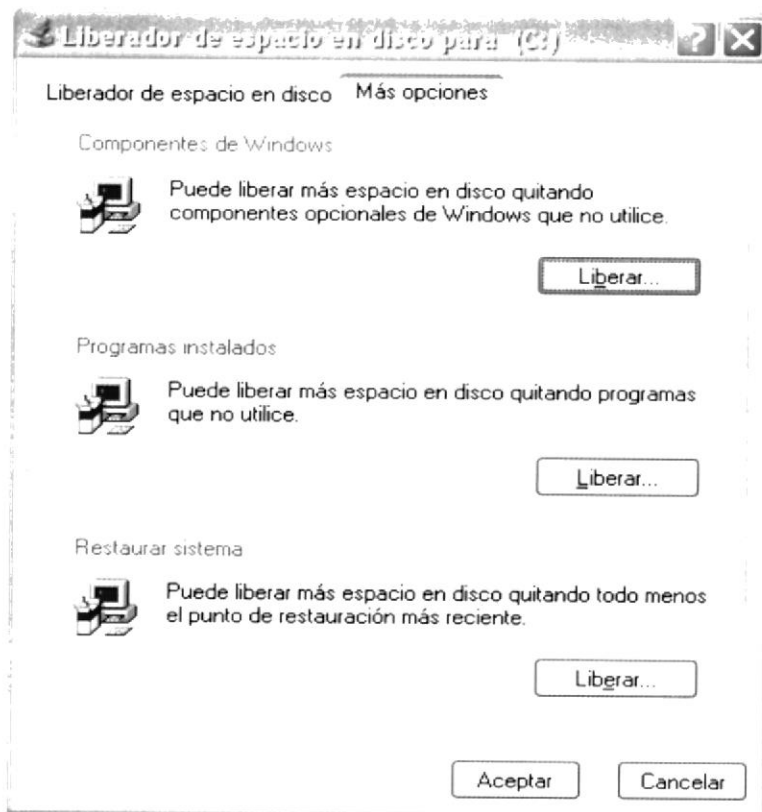 Liberador de espacio en disco para (C:)
Liberador de espacio en disco Más opciones
Componentes de Windows
Puede liberar más espacio en disco quitando
componentes opcionales de Windows que no utilice.
Liberar...
Programas instalados
Puede liberar más espacio en disco quitando programas
que no utilice.
Liberar...
Restaurar sistema
Puede liberar más espacio en disco quitando todo menos
el punto de restauración más reciente.
Liberar...
Aceptar Cancelar